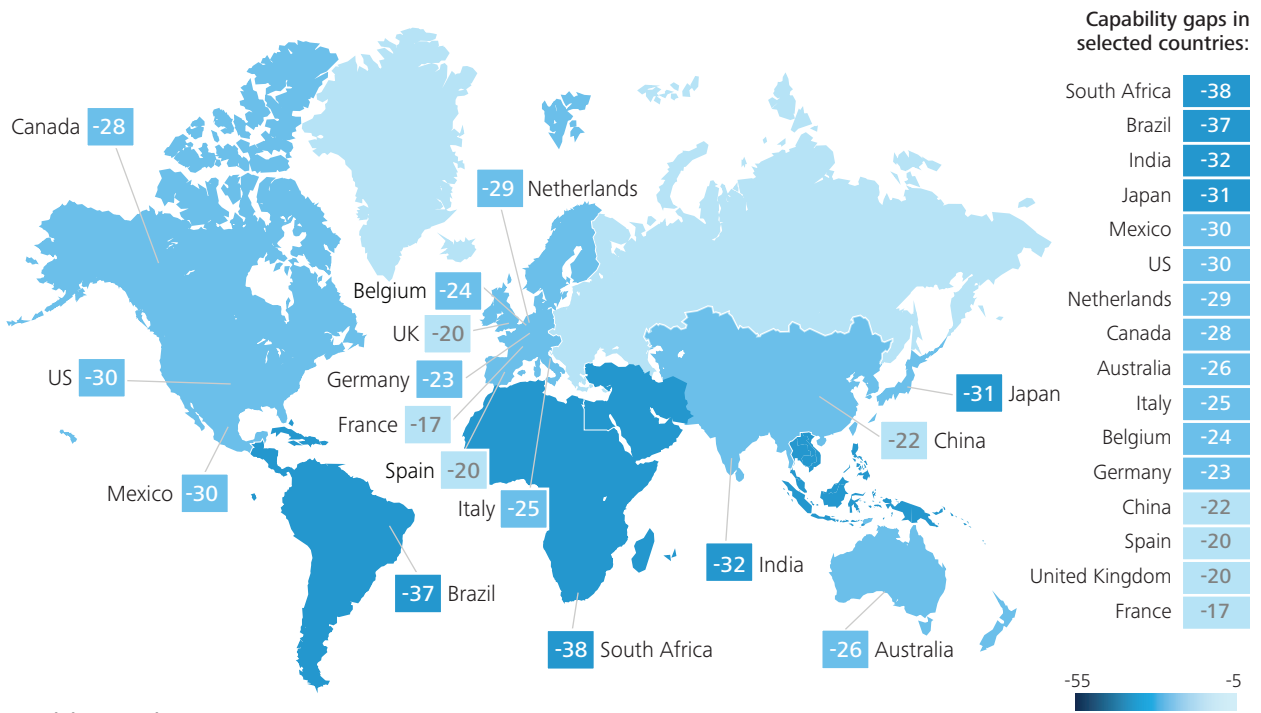 Capability gaps in
selected countries:
South Africa -38
Brazil -37
India -32
Japan -31
Mexico -30
US -30
Netherlands -29
Canada -28
Australia -26
Italy -25
Belgium -24
Germany -23
China -22
Spain -20
United Kingdom -20
France -17
-55 -5
Canada -28
-29 Netherlands
Belgium -24
UK -20
US -30
Germany -23
-31 Japan
France -17
-22 China
Spain -20
Mexico -30
Italy -25
-32 India
-37 Brazil
-38 South Africa
-26 Australia